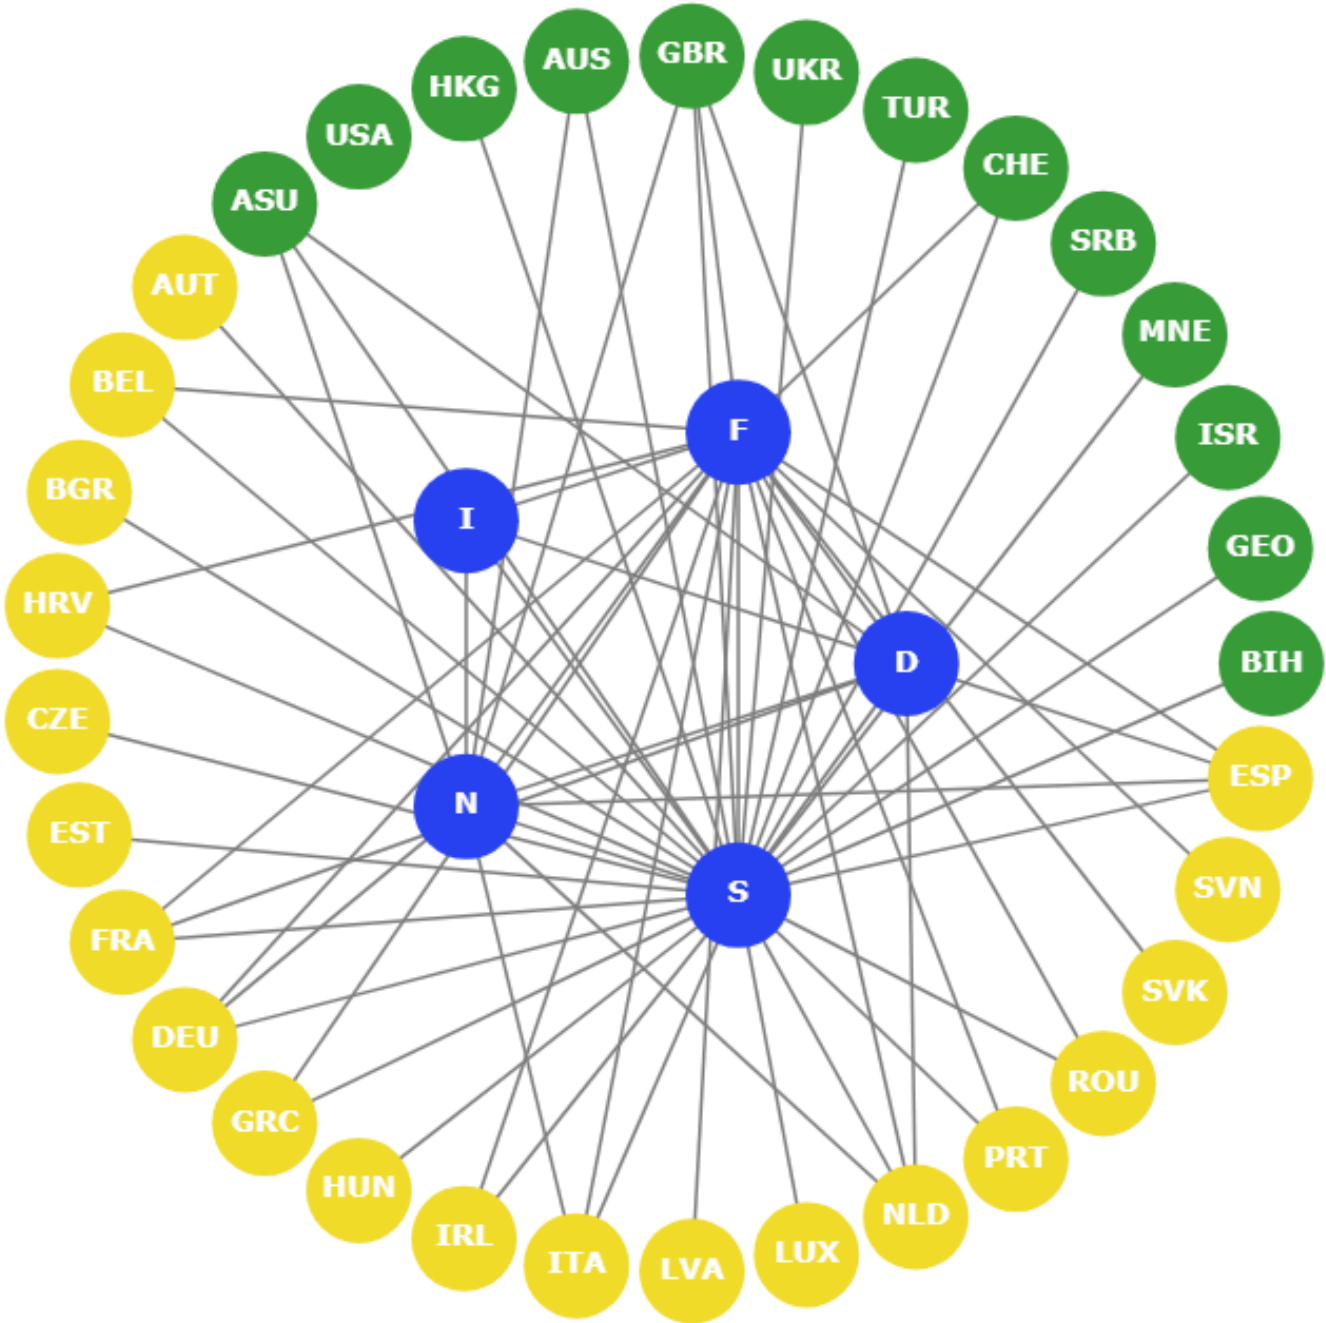 GBR
AUS
UKR
HKG
TUR
USA
CHE
ASU
SRB
AUT
MNE
BEL
F
ISR
BGR
I
GEO
HRV
D
BIH
CZE
ESP
N
EST
SVN
S
FRA
SVK
DEU
ROU
GRC
PRT
HUN
NLD
IRL
LUX
ITA
LVA